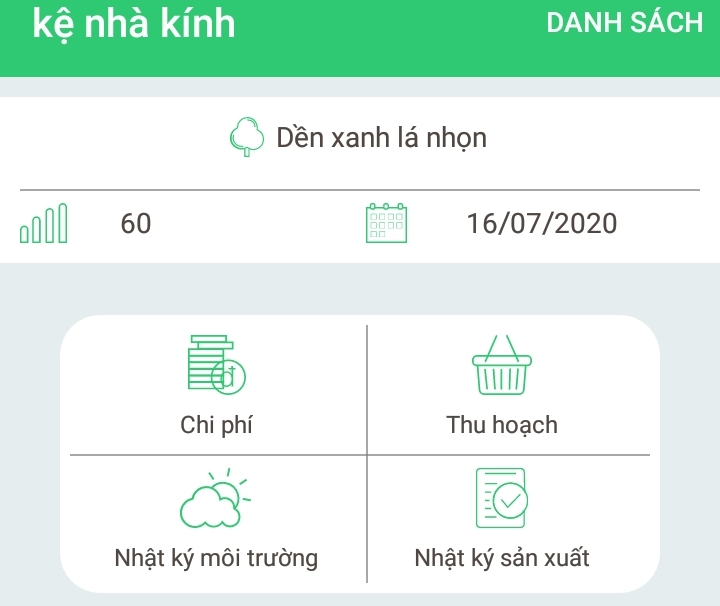 kệ nhà kính
DANH SÁCH
Dền xanh lá nhọn
60
16/07/2020
đ
Chi phí
Thu hoạch
Nhật ký môi trường
Nhật ký sản xuất